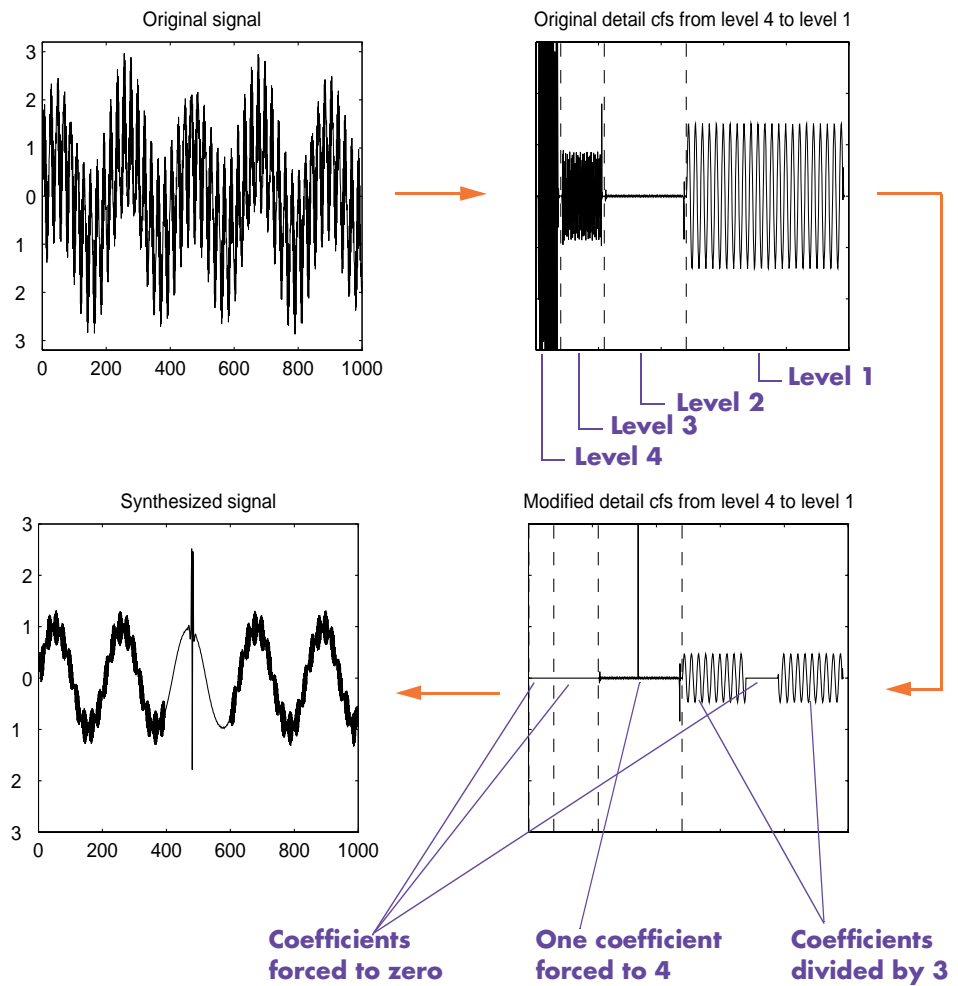 Original signal
Original detail cfs from level 4 to level 1
3
2
1
0
1
2
3
0 200 400 600 800 1000
Level 1
Level 2
Level 3
Level 4
Synthesized signal
Modified detail cfs from level 4 to level 1
3
2
1
0
1
2
3
0 200 400 600 800 1000
Coefficients
forced to zero
One coefficient
forced to 4
Coefficients
divided by 3